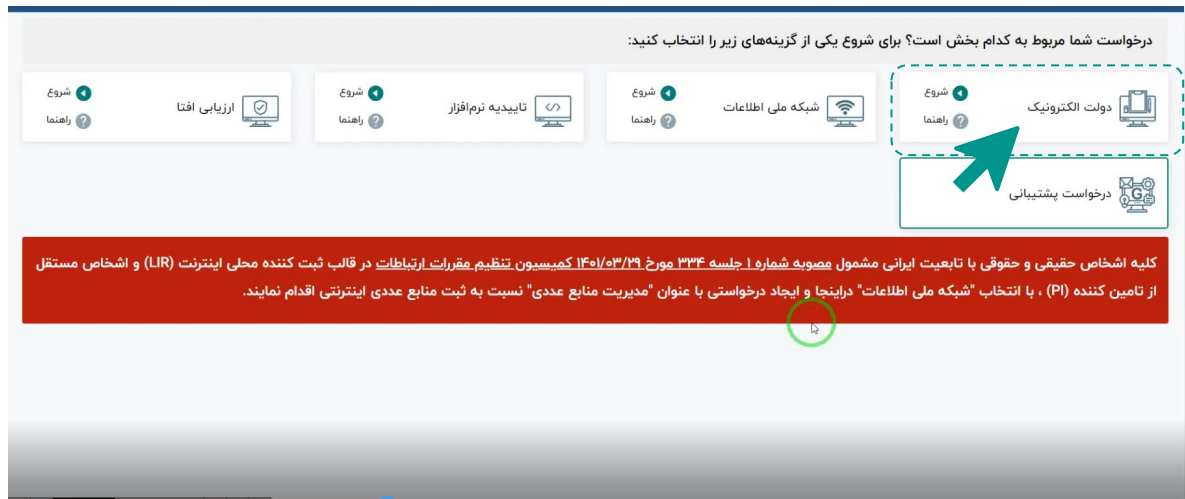 درخواست شما مربوط به کدام بخش است؟ برای شروع یکی از گزینه‌های زیر را انتخاب کنید:
دولت الکترونیک
شروع
راهنما
شبکه ملی اطلاعات
شروع
راهنما
تاییدیه نرم‌افزار
شروع
راهنما
ارزیابی افتا
شروع
راهنما
درخواست پشتیبانی
کلیه اشخاص حقیقی و حقوقی با تابعیت ایرانی مشمول مصوبه شماره ۱ جلسه ۳۳۴ مورخ ۱۴۰۱/۰۳/۲۹ کمیسیون تنظیم مقررات ارتباطات در قالب ثبت کننده محلی اینترنت (LIR) و اشخاص مستقل
از تامین کننده (PI) ، با انتخاب "شبکه ملی اطلاعات" دراینجا و ایجاد درخواستی با عنوان "مدیریت منابع عددی" نسبت به ثبت منابع عددی اینترنتی اقدام نمایند.